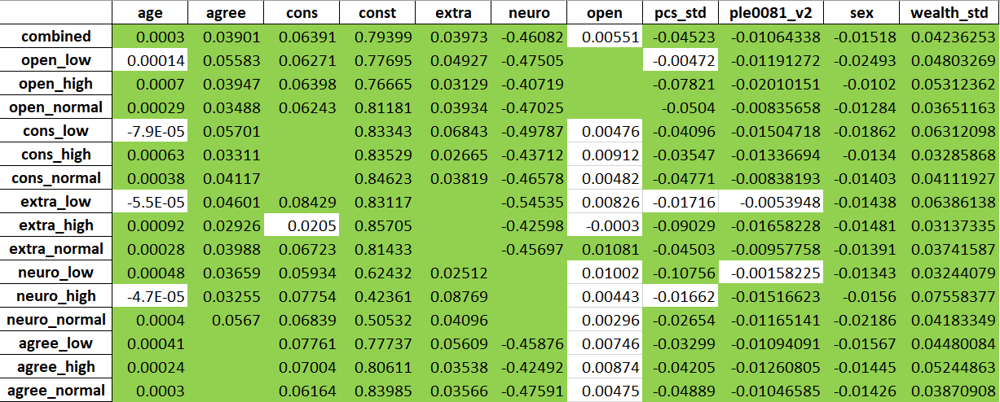 age agree cons const extra neuro open pcs_std ple0081_v2 sex wealth_std
combined 0.0003 0.03901 0.06391 0.79399 0.03973 -0.46082 0.00551 -0.04523 -0.01064338 -0.01518 0.04236253
open_low 0.00014 0.05583 0.06271 0.77695 0.04927 -0.47505 -0.00472 -0.01191272 -0.02493 0.04803269
open_high 0.0007 0.03947 0.06398 0.76665 0.03129 -0.40719 -0.07821 -0.02010151 -0.0102 0.05312362
open_normal 0.00029 0.03488 0.06243 0.81181 0.03934 -0.47025 -0.0504 -0.00835658 -0.01284 0.03651163
cons_low -7.9E-05 0.05701 0.83343 0.06843 -0.49787 0.00476 -0.04096 -0.01504718 -0.01862 0.06312098
cons_high 0.00063 0.03311 0.83529 0.02665 -0.43712 0.00912 -0.03547 -0.01336694 -0.0134 0.03285868
cons_normal 0.00038 0.04117 0.84623 0.03819 -0.46578 0.00482 -0.04771 -0.00838193 -0.01403 0.04111927
extra_low -5.5E-05 0.04601 0.08429 0.83117 -0.54535 0.00826 -0.01716 -0.0053948 -0.01438 0.06386138
extra_high 0.00092 0.02926 0.0205 0.85705 -0.42598 -0.0003 -0.09029 -0.01658228 -0.01481 0.03137335
extra_normal 0.00028 0.03988 0.06723 0.81433 -0.45697 0.01081 -0.04503 -0.00957758 -0.01391 0.03741587
neuro_low 0.00048 0.03659 0.05934 0.62432 0.02512 0.01002 -0.10756 -0.00158225 -0.01343 0.03244079
neuro_high -4.7E-05 0.03255 0.07754 0.42361 0.08769 0.00443 -0.01662 -0.01516623 -0.0156 0.07558377
neuro_normal 0.0004 0.0567 0.06839 0.50532 0.04096 0.00296 -0.02654 -0.01165141 -0.02186 0.04183349
agree_low 0.00041 0.07761 0.77737 0.05609 -0.45876 0.00746 -0.03299 -0.01094091 -0.01567 0.04480084
agree_high 0.00024 0.07004 0.80611 0.03538 -0.42492 0.00874 -0.04205 -0.01260805 -0.01445 0.05244863
agree_normal 0.0003 0.06164 0.83985 0.03566 -0.47591 0.00475 -0.04889 -0.01046585 -0.01426 0.03870908